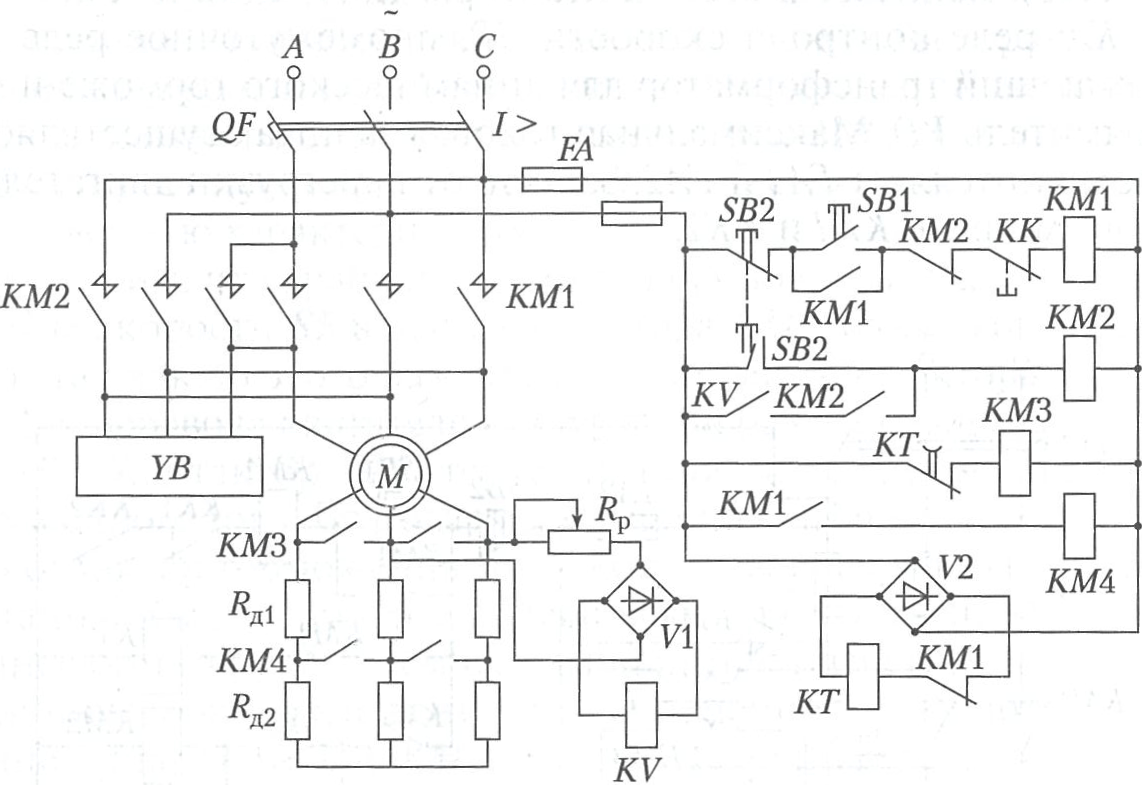 ~
A B C
QF I >
FA
SB2 SB1 KM2 KK KM1
KM2 KM1 KM1
SB2 KM2
KV KM2
YB M KT KM3
KM3 Rр KM1
Rд1 V1 V2 KM4
KM4 KM1
Rд2 KT
KV